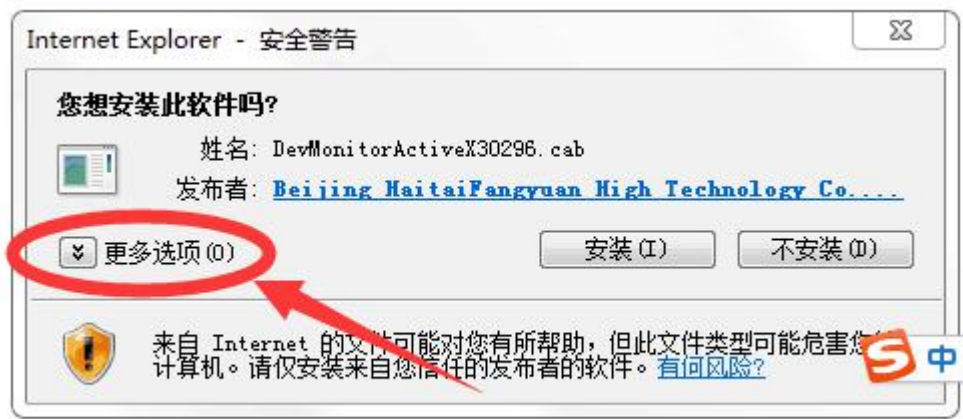 Internet Explorer - 安全警告
您想安装此软件吗?
姓名: DevMonitorActiveX30296.cab
发布者: Beijing HaitaiFangyuan High Technology Co....
更多选项(O)
安装(I)
不安装(D)
来自 Internet 的文件可能对您有所帮助，但此文件类型可能危害您
计算机。请仅安装来自您信任的发布者的软件。有何风险?
S 中